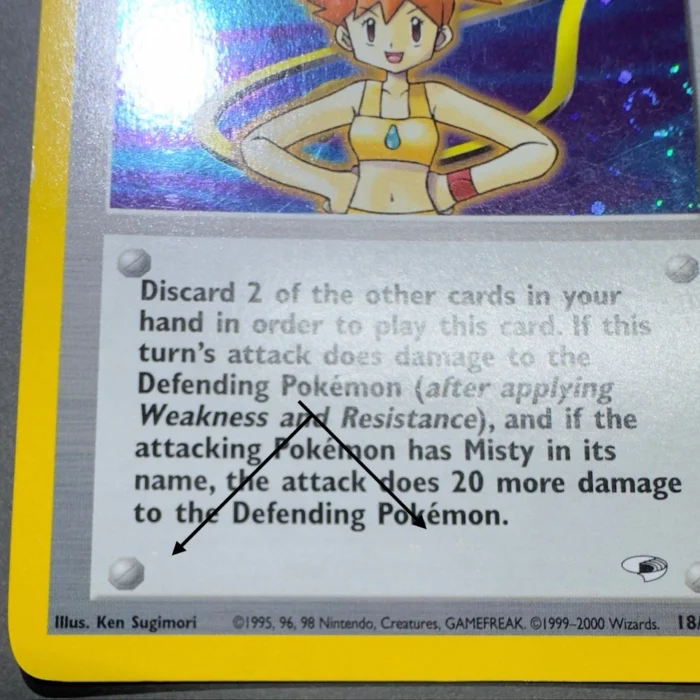 Discard 2 of the other cards in your
hand in order to play this card. If this
turn's attack does damage to the
Defending Pokémon (after applying
Weakness and Resistance), and if the
attacking Pokémon has Misty in its
name, the attack does 20 more damage
to the Defending Pokémon.
Illus. Ken Sugimori ©1995, 96, 98 Nintendo, Creatures, GAMEFREAK. ©1999-2000 Wizards. 18/